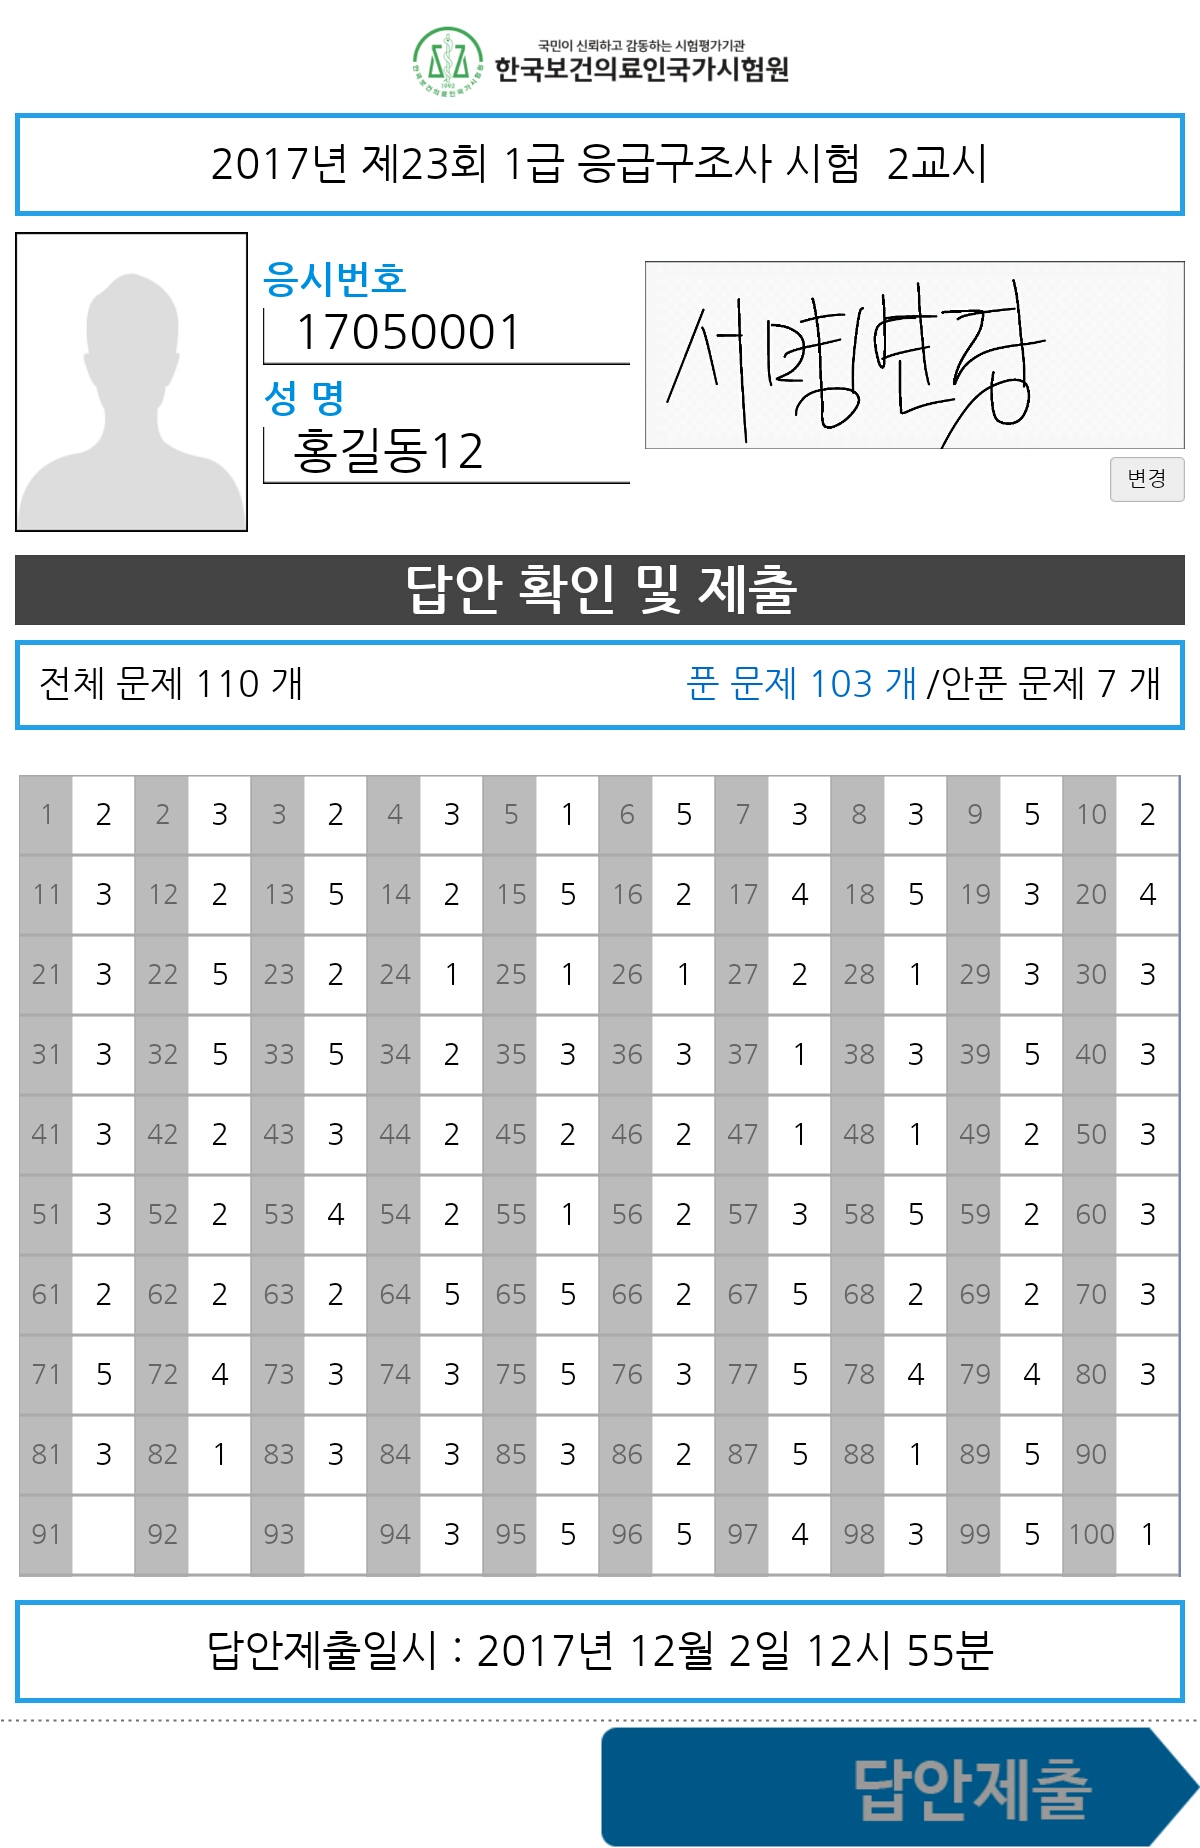 국민이 신뢰하고 감동하는 시험평가기관
한국보건의료인국가시험원
한국보건의료인국가시험원
1992
2017년 제23회 1급 응급구조사 시험 2교시
응시번호
17050001
성 명
홍길동12
서명변경
변경
답안 확인 및 제출
전체 문제 110 개 푼 문제 103 개 /안푼 문제 7 개
1 2 2 3 3 2 4 3 5 1 6 5 7 3 8 3 9 5 10 2
11 3 12 2 13 5 14 2 15 5 16 2 17 4 18 5 19 3 20 4
21 3 22 5 23 2 24 1 25 1 26 1 27 2 28 1 29 3 30 3
31 3 32 5 33 5 34 2 35 3 36 3 37 1 38 3 39 5 40 3
41 3 42 2 43 3 44 2 45 2 46 2 47 1 48 1 49 2 50 3
51 3 52 2 53 4 54 2 55 1 56 2 57 3 58 5 59 2 60 3
61 2 62 2 63 2 64 5 65 5 66 2 67 5 68 2 69 2 70 3
71 5 72 4 73 3 74 3 75 5 76 3 77 5 78 4 79 4 80 3
81 3 82 1 83 3 84 3 85 3 86 2 87 5 88 1 89 5 90
91 92 93 94 3 95 5 96 5 97 4 98 3 99 5 100 1
답안제출일시 : 2017년 12월 2일 12시 55분
답안제출